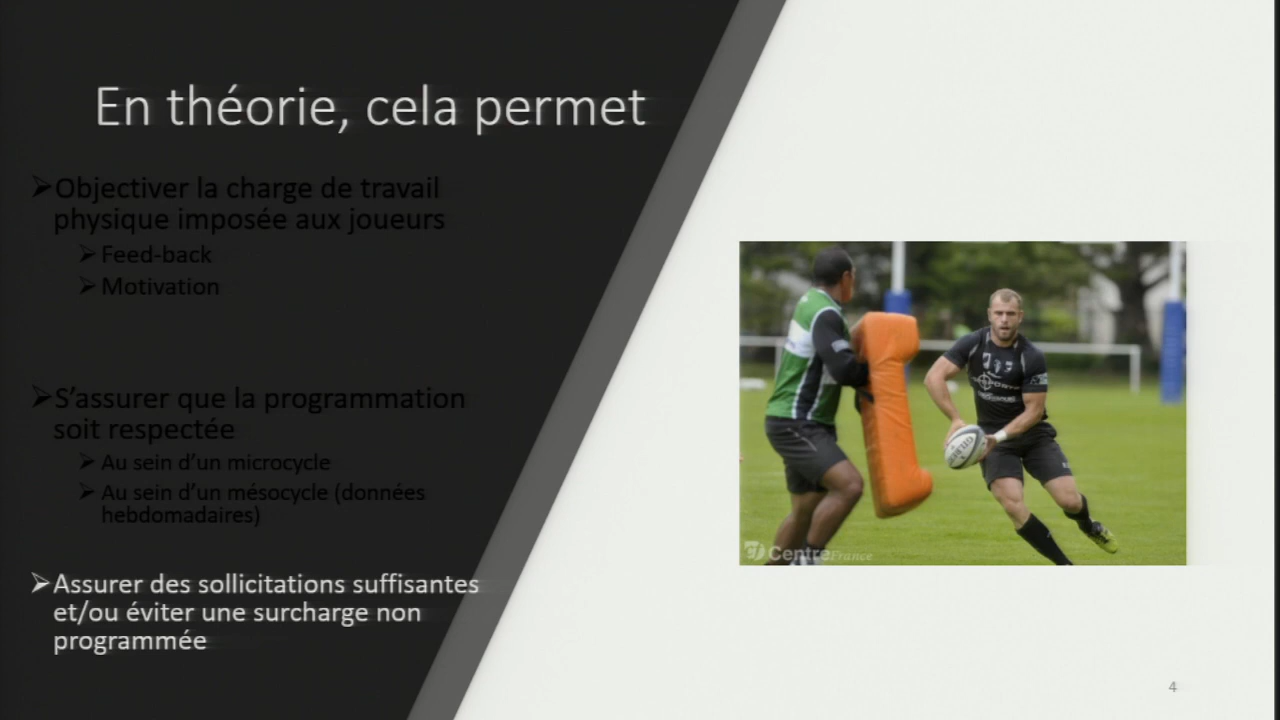 En théorie, cela permet
➢Objectiver la charge de travail
physique imposée aux joueurs
➢Feed-back
➢Motivation
➢S’assurer que la programmation
soit respectée
➢Au sein d’un microcycle
➢Au sein d’un mésocycle (données
hebdomadaires)
➢Assurer des sollicitations suffisantes
et/ou éviter une surcharge non
programmée
GILBERT
CentreFrance
4